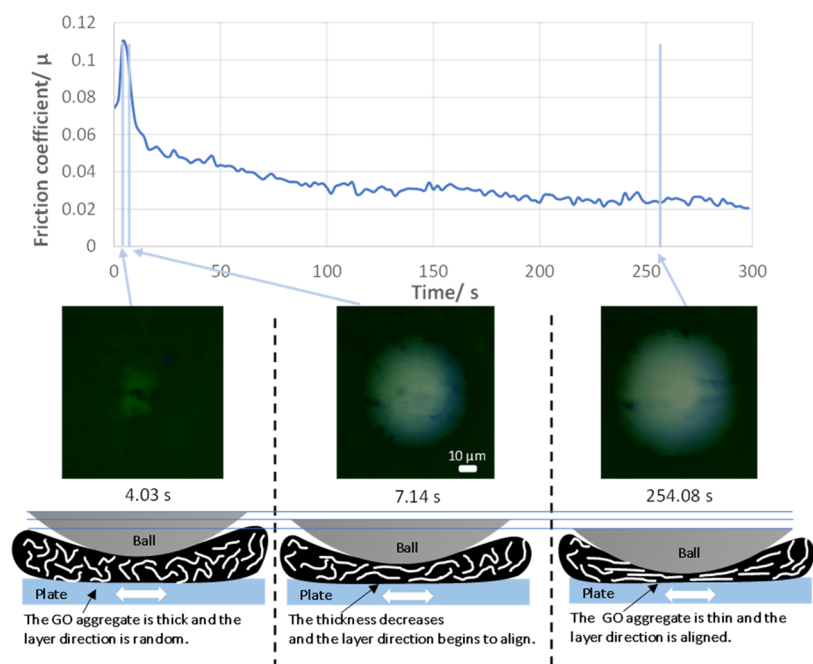 0.12
0.1
0.08
0.06
0.04
0.02
0
Friction coefficient/ μ
0 50 100 150 200 250 300
Time/ s
10 μm
4.03 s 7.14 s 254.08 s
Ball Ball Ball
Plate Plate Plate
The GO aggregate is thick and the
layer direction is random.
The thickness decreases
and the layer direction begins to align.
The GO aggregate is thin and the
layer direction is aligned.